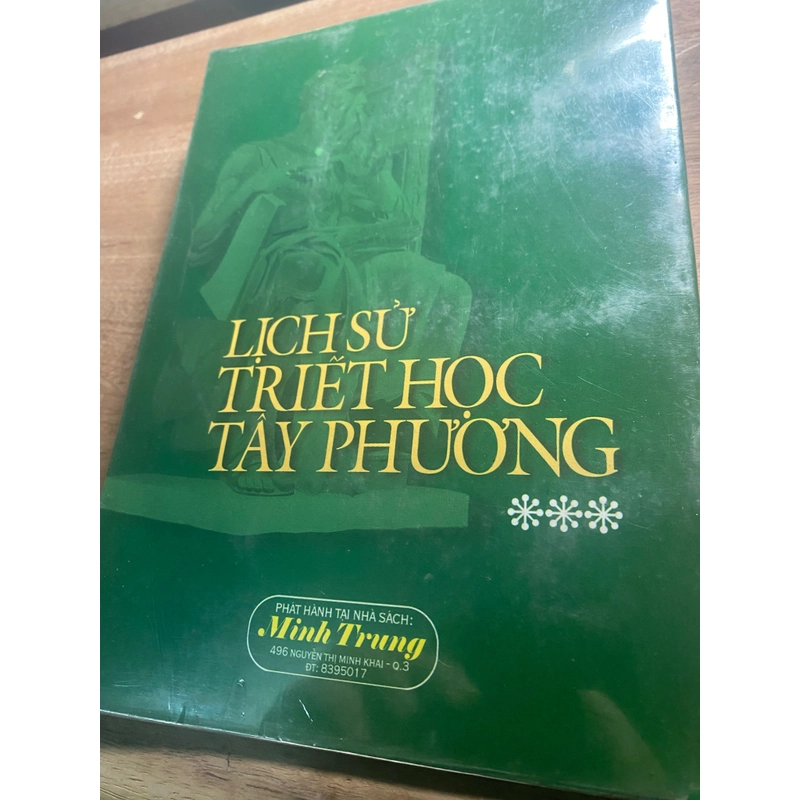 LỊCH SỬ
TRIẾT HỌC
TÂY PHƯƠNG
PHÁT HÀNH TẠI NHÀ SÁCH:
Minh Trung
496 NGUYỄN THỊ MINH KHAI - Q.3
ĐT: 8395017